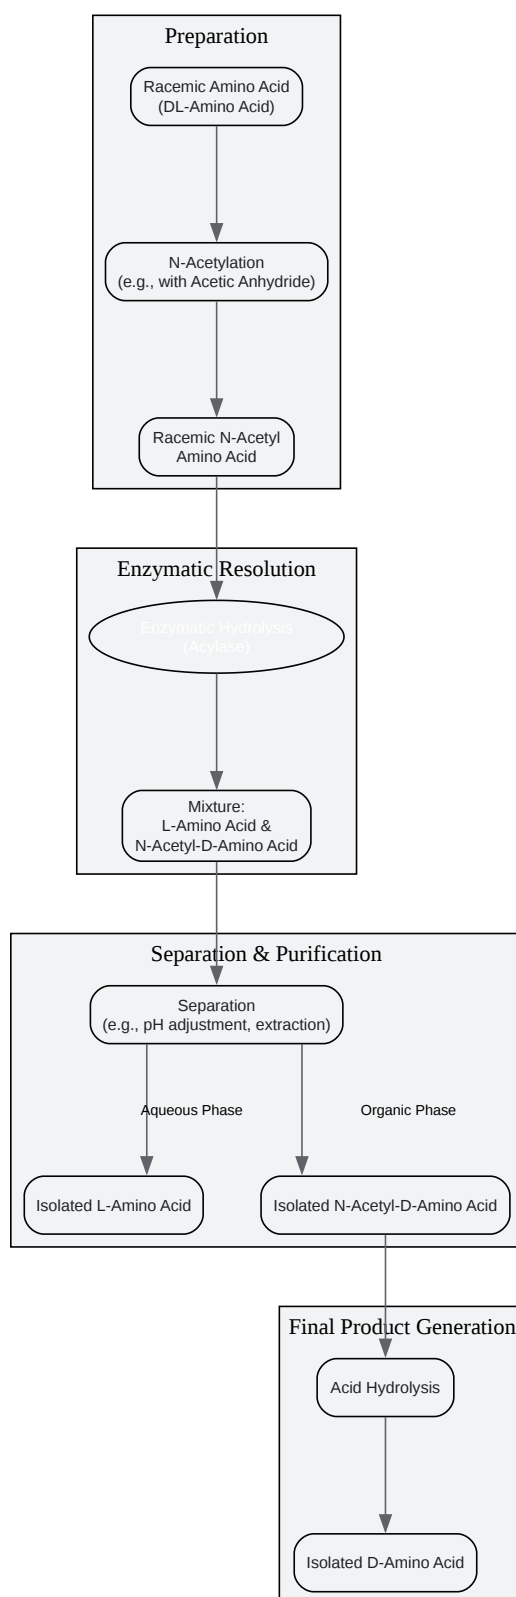 Preparation
Racemic Amino Acid
(DL-Amino Acid)
N-Acetylation
(e.g., with Acetic Anhydride)
Racemic N-Acetyl
Amino Acid
Enzymatic Resolution
Enzymatic Hydrolysis
(Acylase)
Mixture:
L-Amino Acid &
N-Acetyl-D-Amino Acid
Separation & Purification
Separation
(e.g., pH adjustment, extraction)
Aqueous Phase
Organic Phase
Isolated L-Amino Acid
Isolated N-Acetyl-D-Amino Acid
Final Product Generation
Acid Hydrolysis
Isolated D-Amino Acid